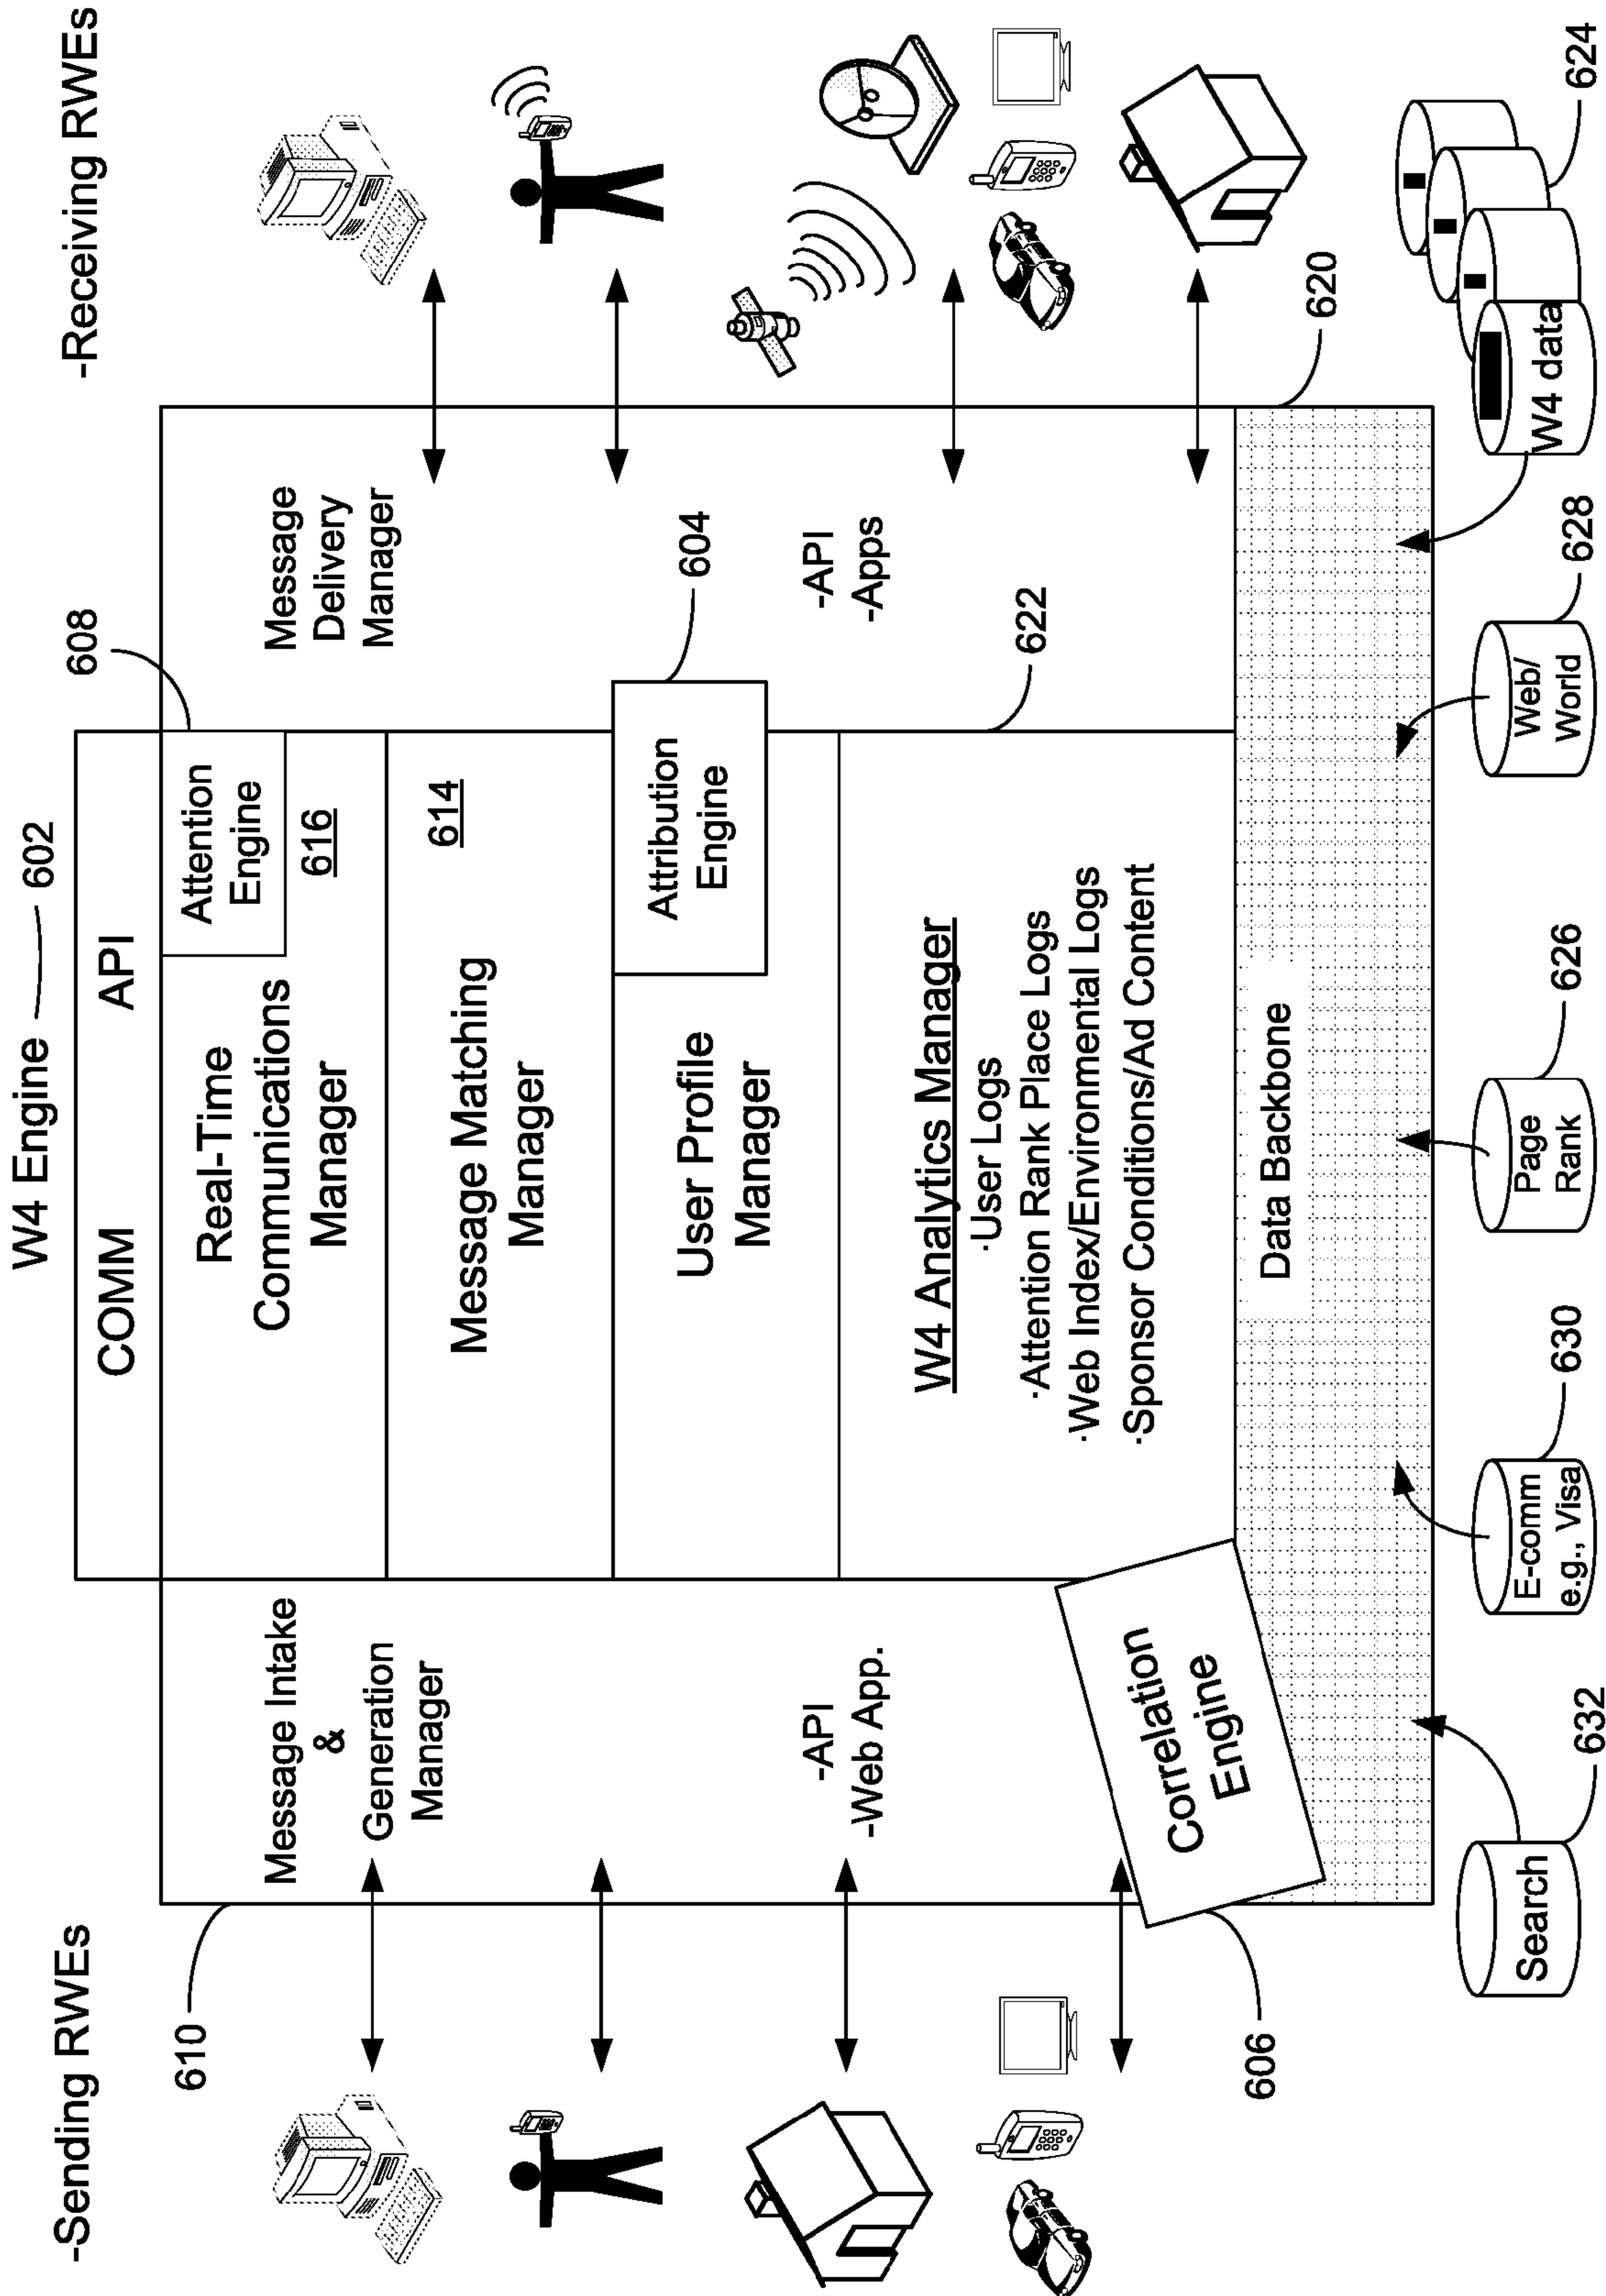 W4 Engine 602
-Sending RWEs
-Receiving RWEs
COMM API
608
610
Message Intake
&
Generation
Manager
-API
-Web App.
Real-Time
Communications
Manager
Attention
Engine
616
Message Matching
Manager
614
User Profile
Manager
Attribution
Engine
604
W4 Analytics Manager
·User Logs
·Attention Rank Place Logs
·Web Index/Environmental Logs
·Sponsor Conditions/Ad Content
622
Message
Delivery
Manager
-API
-Apps
Correlation
Engine
606
Data Backbone
620
Search
632
E-comm
e.g., Visa
630
Page
Rank
626
Web/
World
628
W4 data
624